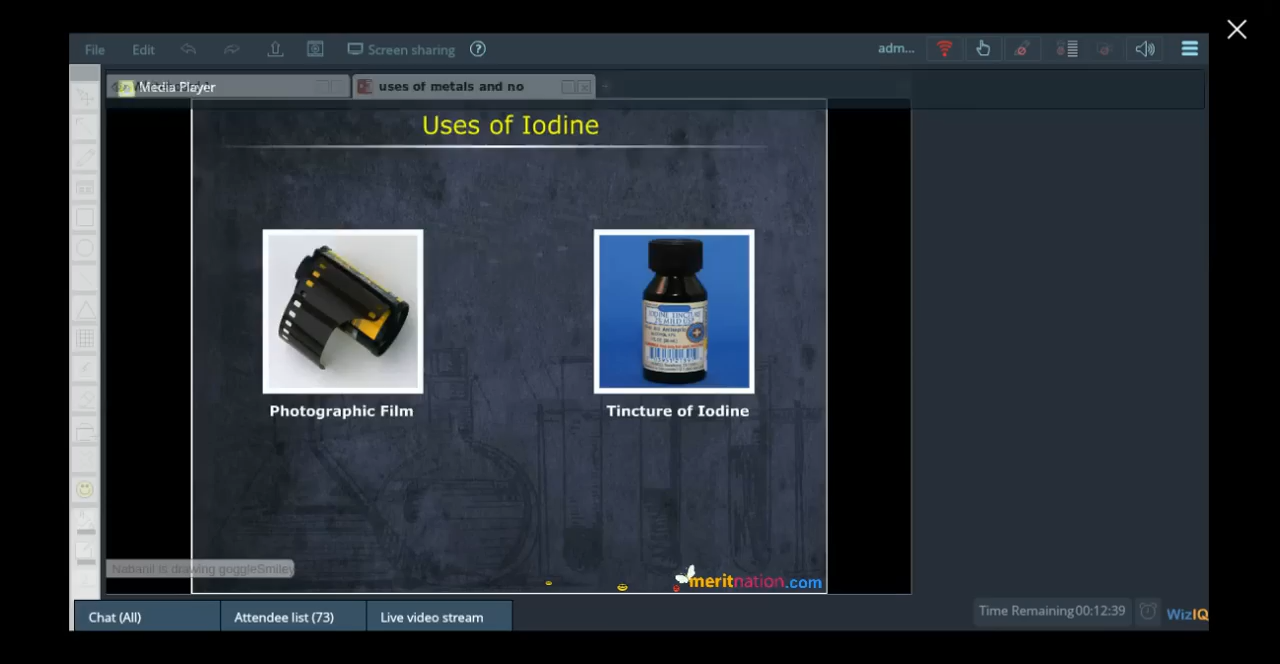 File Edit Screen sharing ? adm...
Media Player uses of metals and no
Uses of Iodine
IODINE TINCTURE
Photographic Film Tincture of Iodine
Nabanil is drawing goggleSmiley
meritnation.com
Chat (All) Attendee list (73) Live video stream Time Remaining 00:12:39 WizIQ